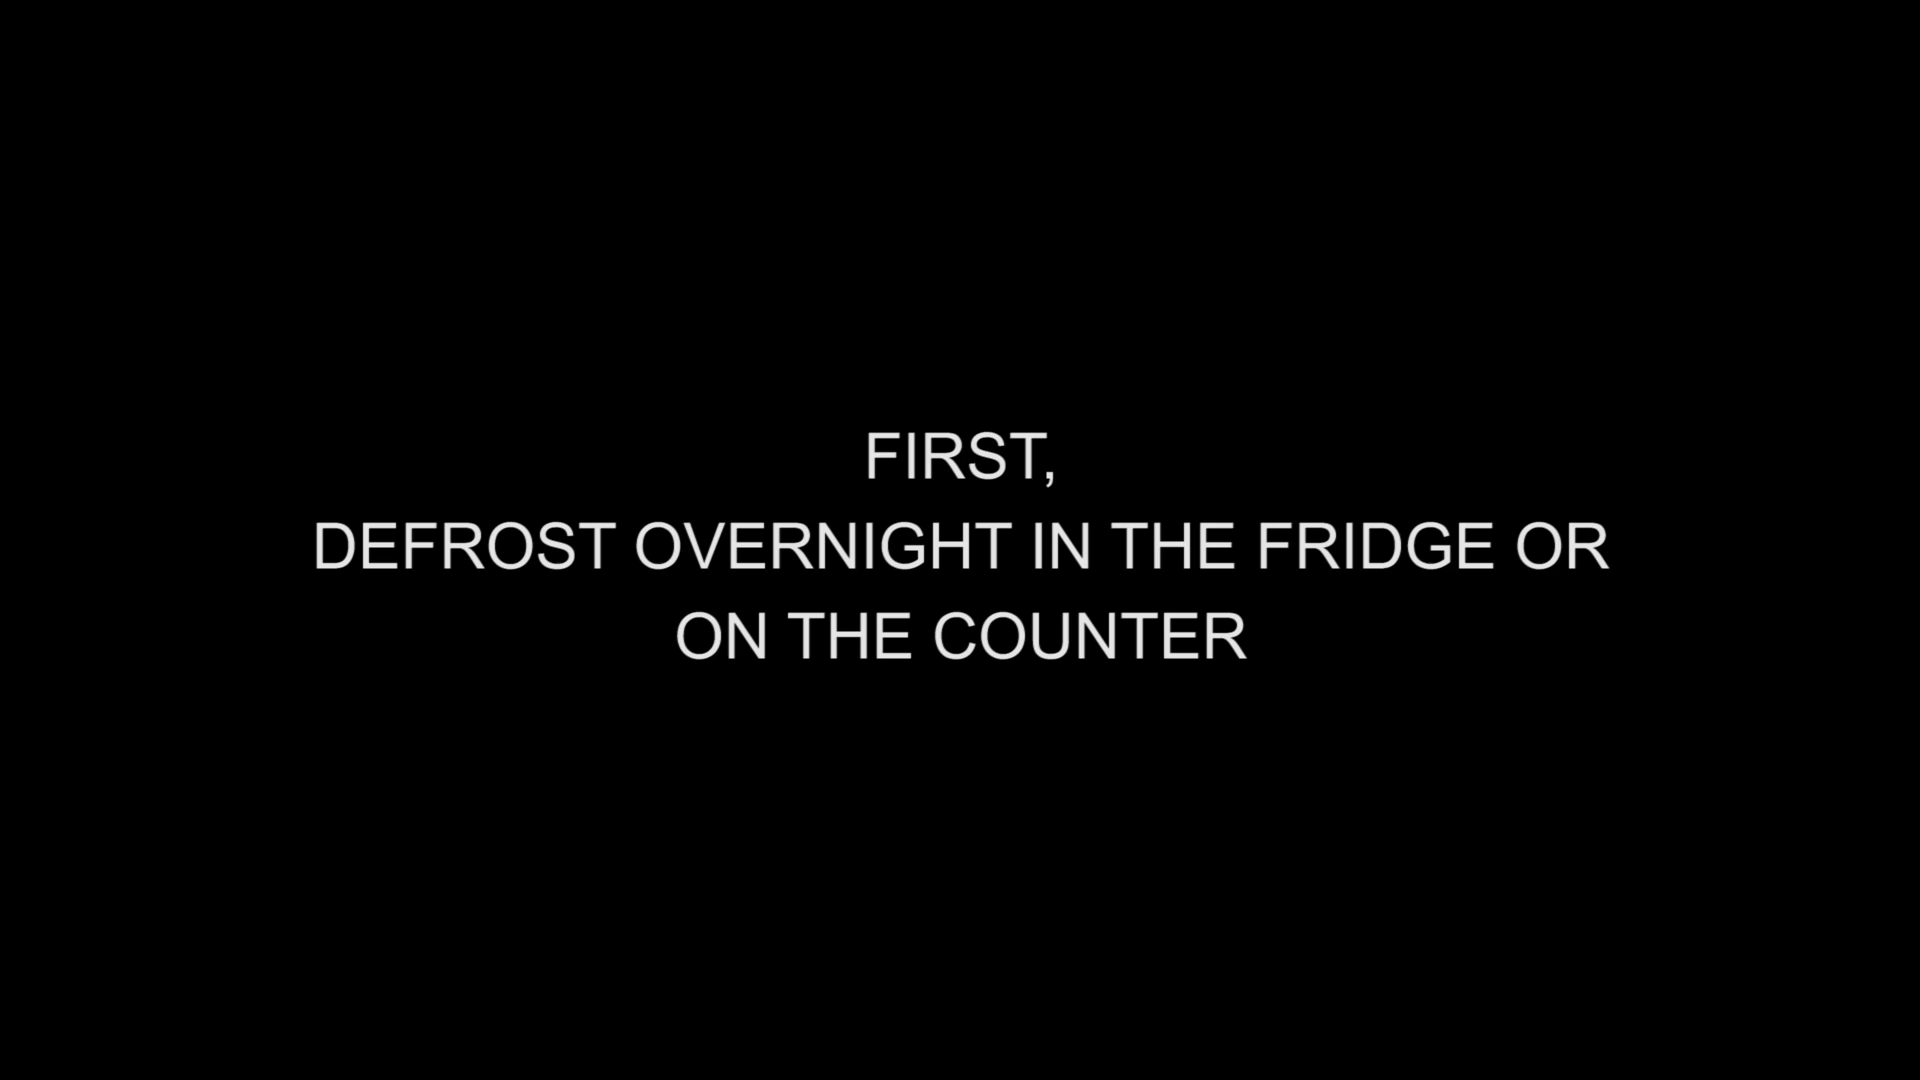 FIRST,
DEFROST OVERNIGHT IN THE FRIDGE OR
ON THE COUNTER